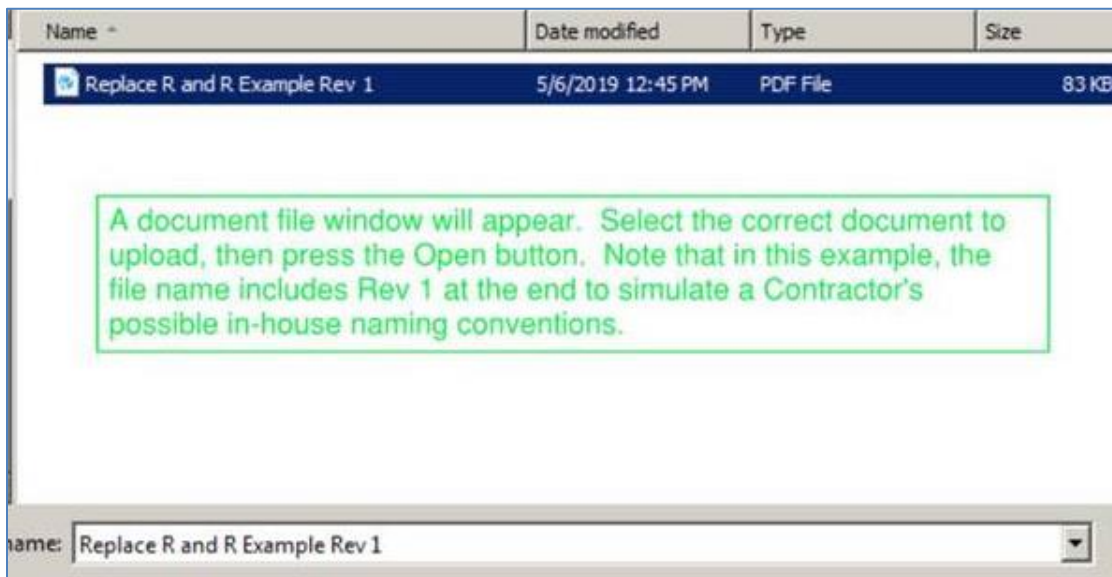 Name Date modified Type Size
Replace R and R Example Rev 1 5/6/2019 12:45 PM PDF File 83 KB
A document file window will appear. Select the correct document to
upload, then press the Open button. Note that in this example, the
file name includes Rev 1 at the end to simulate a Contractor's
possible in-house naming conventions.
name: Replace R and R Example Rev 1